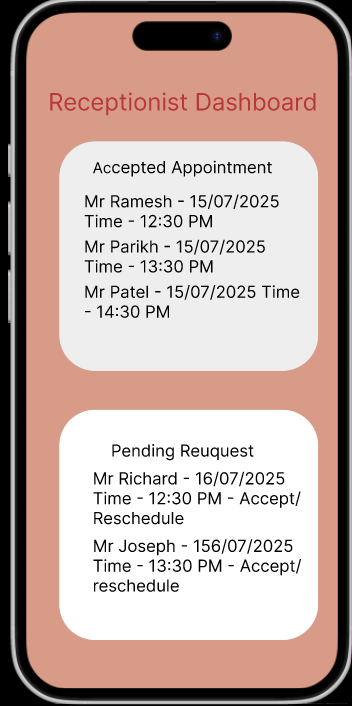 Receptionist Dashboard
Accepted Appointment
Mr Ramesh - 15/07/2025
Time - 12:30 PM
Mr Parikh - 15/07/2025
Time - 13:30 PM
Mr Patel - 15/07/2025 Time
- 14:30 PM
Pending Reuquest
Mr Richard - 16/07/2025
Time - 12:30 PM - Accept/
Reschedule
Mr Joseph - 156/07/2025
Time - 13:30 PM - Accept/
reschedule